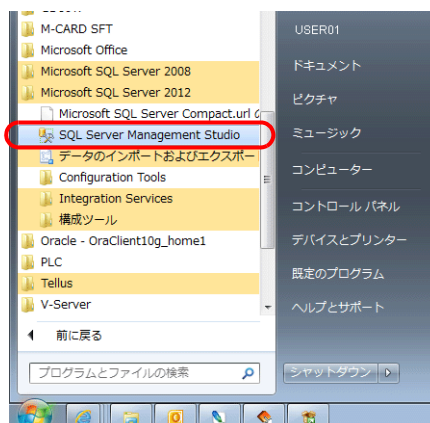 M-CARD SFT
Microsoft Office
Microsoft SQL Server 2008
Microsoft SQL Server 2012
Microsoft SQL Server Compact.url
SQL Server Management Studio
データのインポートおよびエクスポー
Configuration Tools
Integration Services
構成ツール
Oracle - OraClient10g_home1
PLC
Tellus
V-Server
前に戻る
プログラムとファイルの検索
USER01
ドキュメント
ピクチャ
ミュージック
コンピューター
コントロール パネル
デバイスとプリンター
既定のプログラム
ヘルプとサポート
シャットダウン